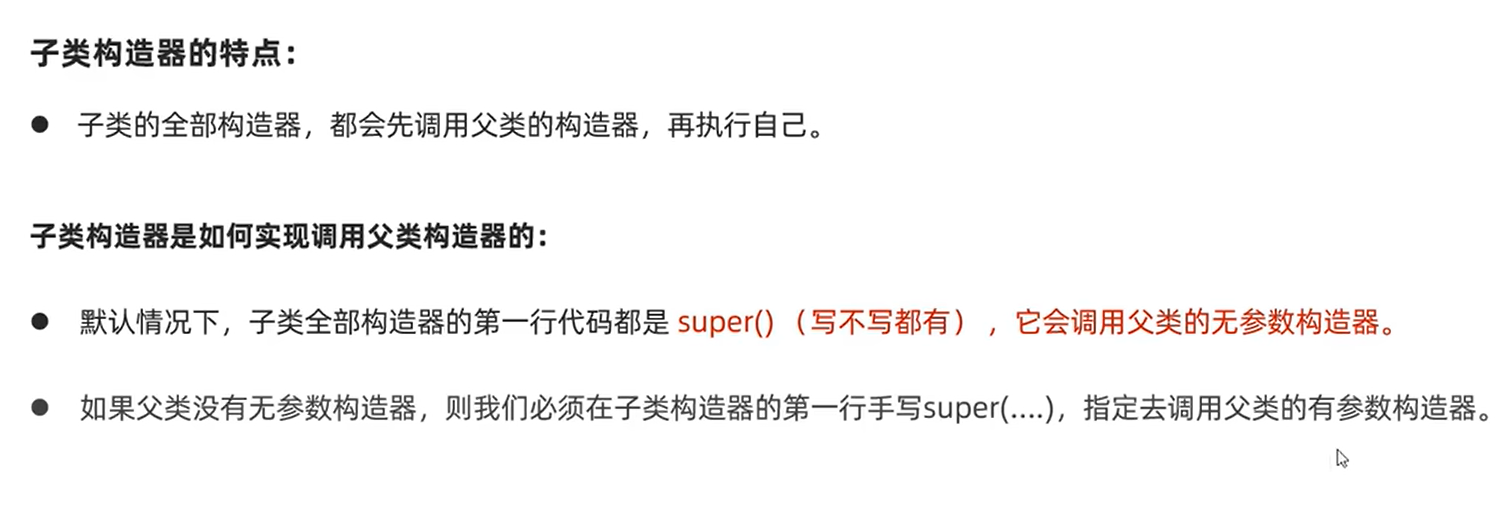 子类构造器的特点：
● 子类的全部构造器，都会先调用父类的构造器，再执行自己。
子类构造器是如何实现调用父类构造器的：
● 默认情况下，子类全部构造器的第一行代码都是 super() （写不写都有） ，它会调用父类的无参数构造器。
● 如果父类没有无参数构造器，则我们必须在子类构造器的第一行手写super(....)，指定去调用父类的有参数构造器。